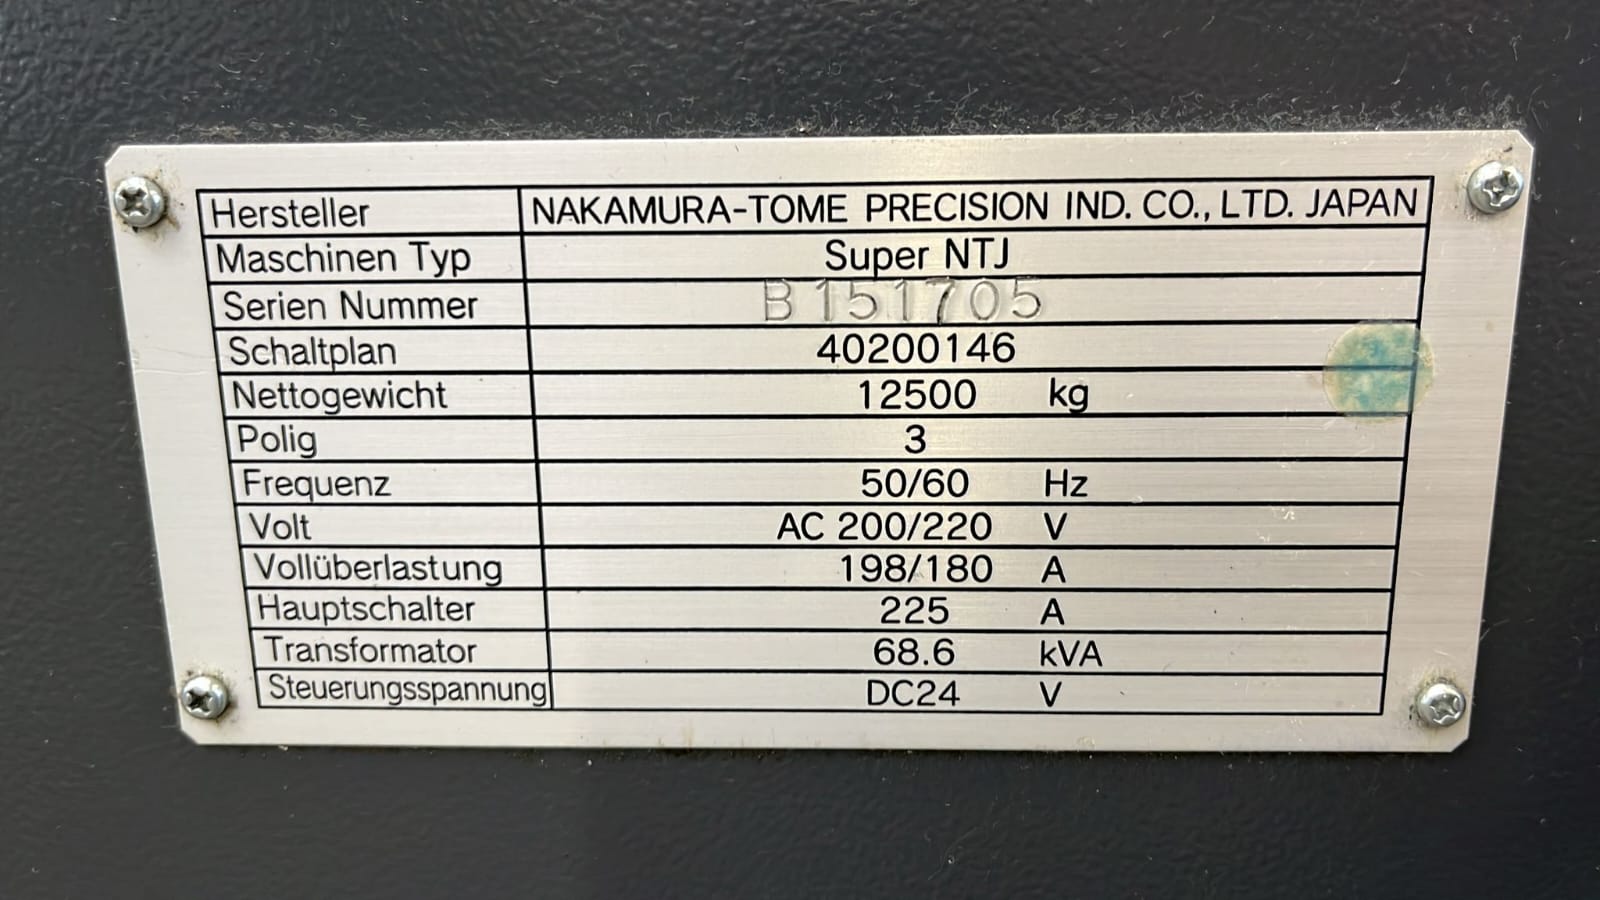 Hersteller NAKAMURA-TOME PRECISION IND. CO., LTD. JAPAN
Maschinen Typ Super NTJ
Serien Nummer B151705
Schaltplan 40200146
Nettogewicht 12500 kg
Polig 3
Frequenz 50/60 Hz
Volt AC 200/220 V
Vollüberlastung 198/180 A
Hauptschalter 225 A
Transformator 68.6 kVA
Steuerungsspannung DC24 V